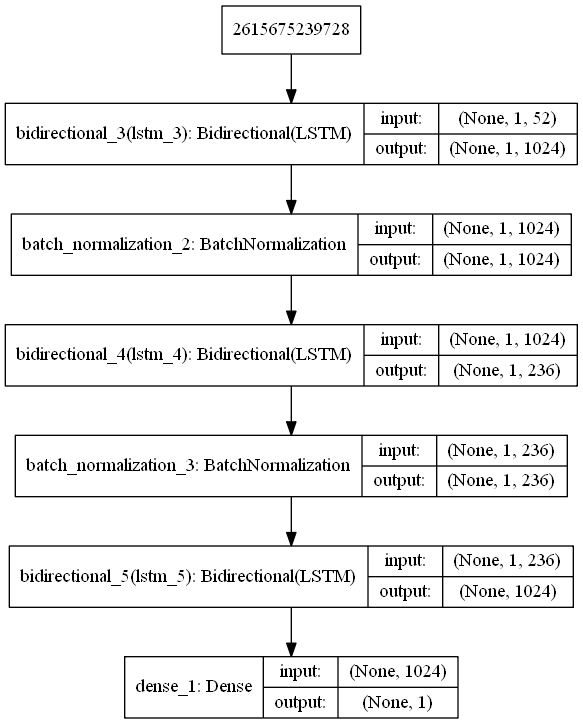 2615675239728
bidirectional_3(lstm_3): Bidirectional(LSTM)
input:
(None, 1, 52)
output:
(None, 1, 1024)
batch_normalization_2: BatchNormalization
input:
(None, 1, 1024)
output:
(None, 1, 1024)
bidirectional_4(lstm_4): Bidirectional(LSTM)
input:
(None, 1, 1024)
output:
(None, 1, 236)
batch_normalization_3: BatchNormalization
input:
(None, 1, 236)
output:
(None, 1, 236)
bidirectional_5(lstm_5): Bidirectional(LSTM)
input:
(None, 1, 236)
output:
(None, 1024)
dense_1: Dense
input:
(None, 1024)
output:
(None, 1)